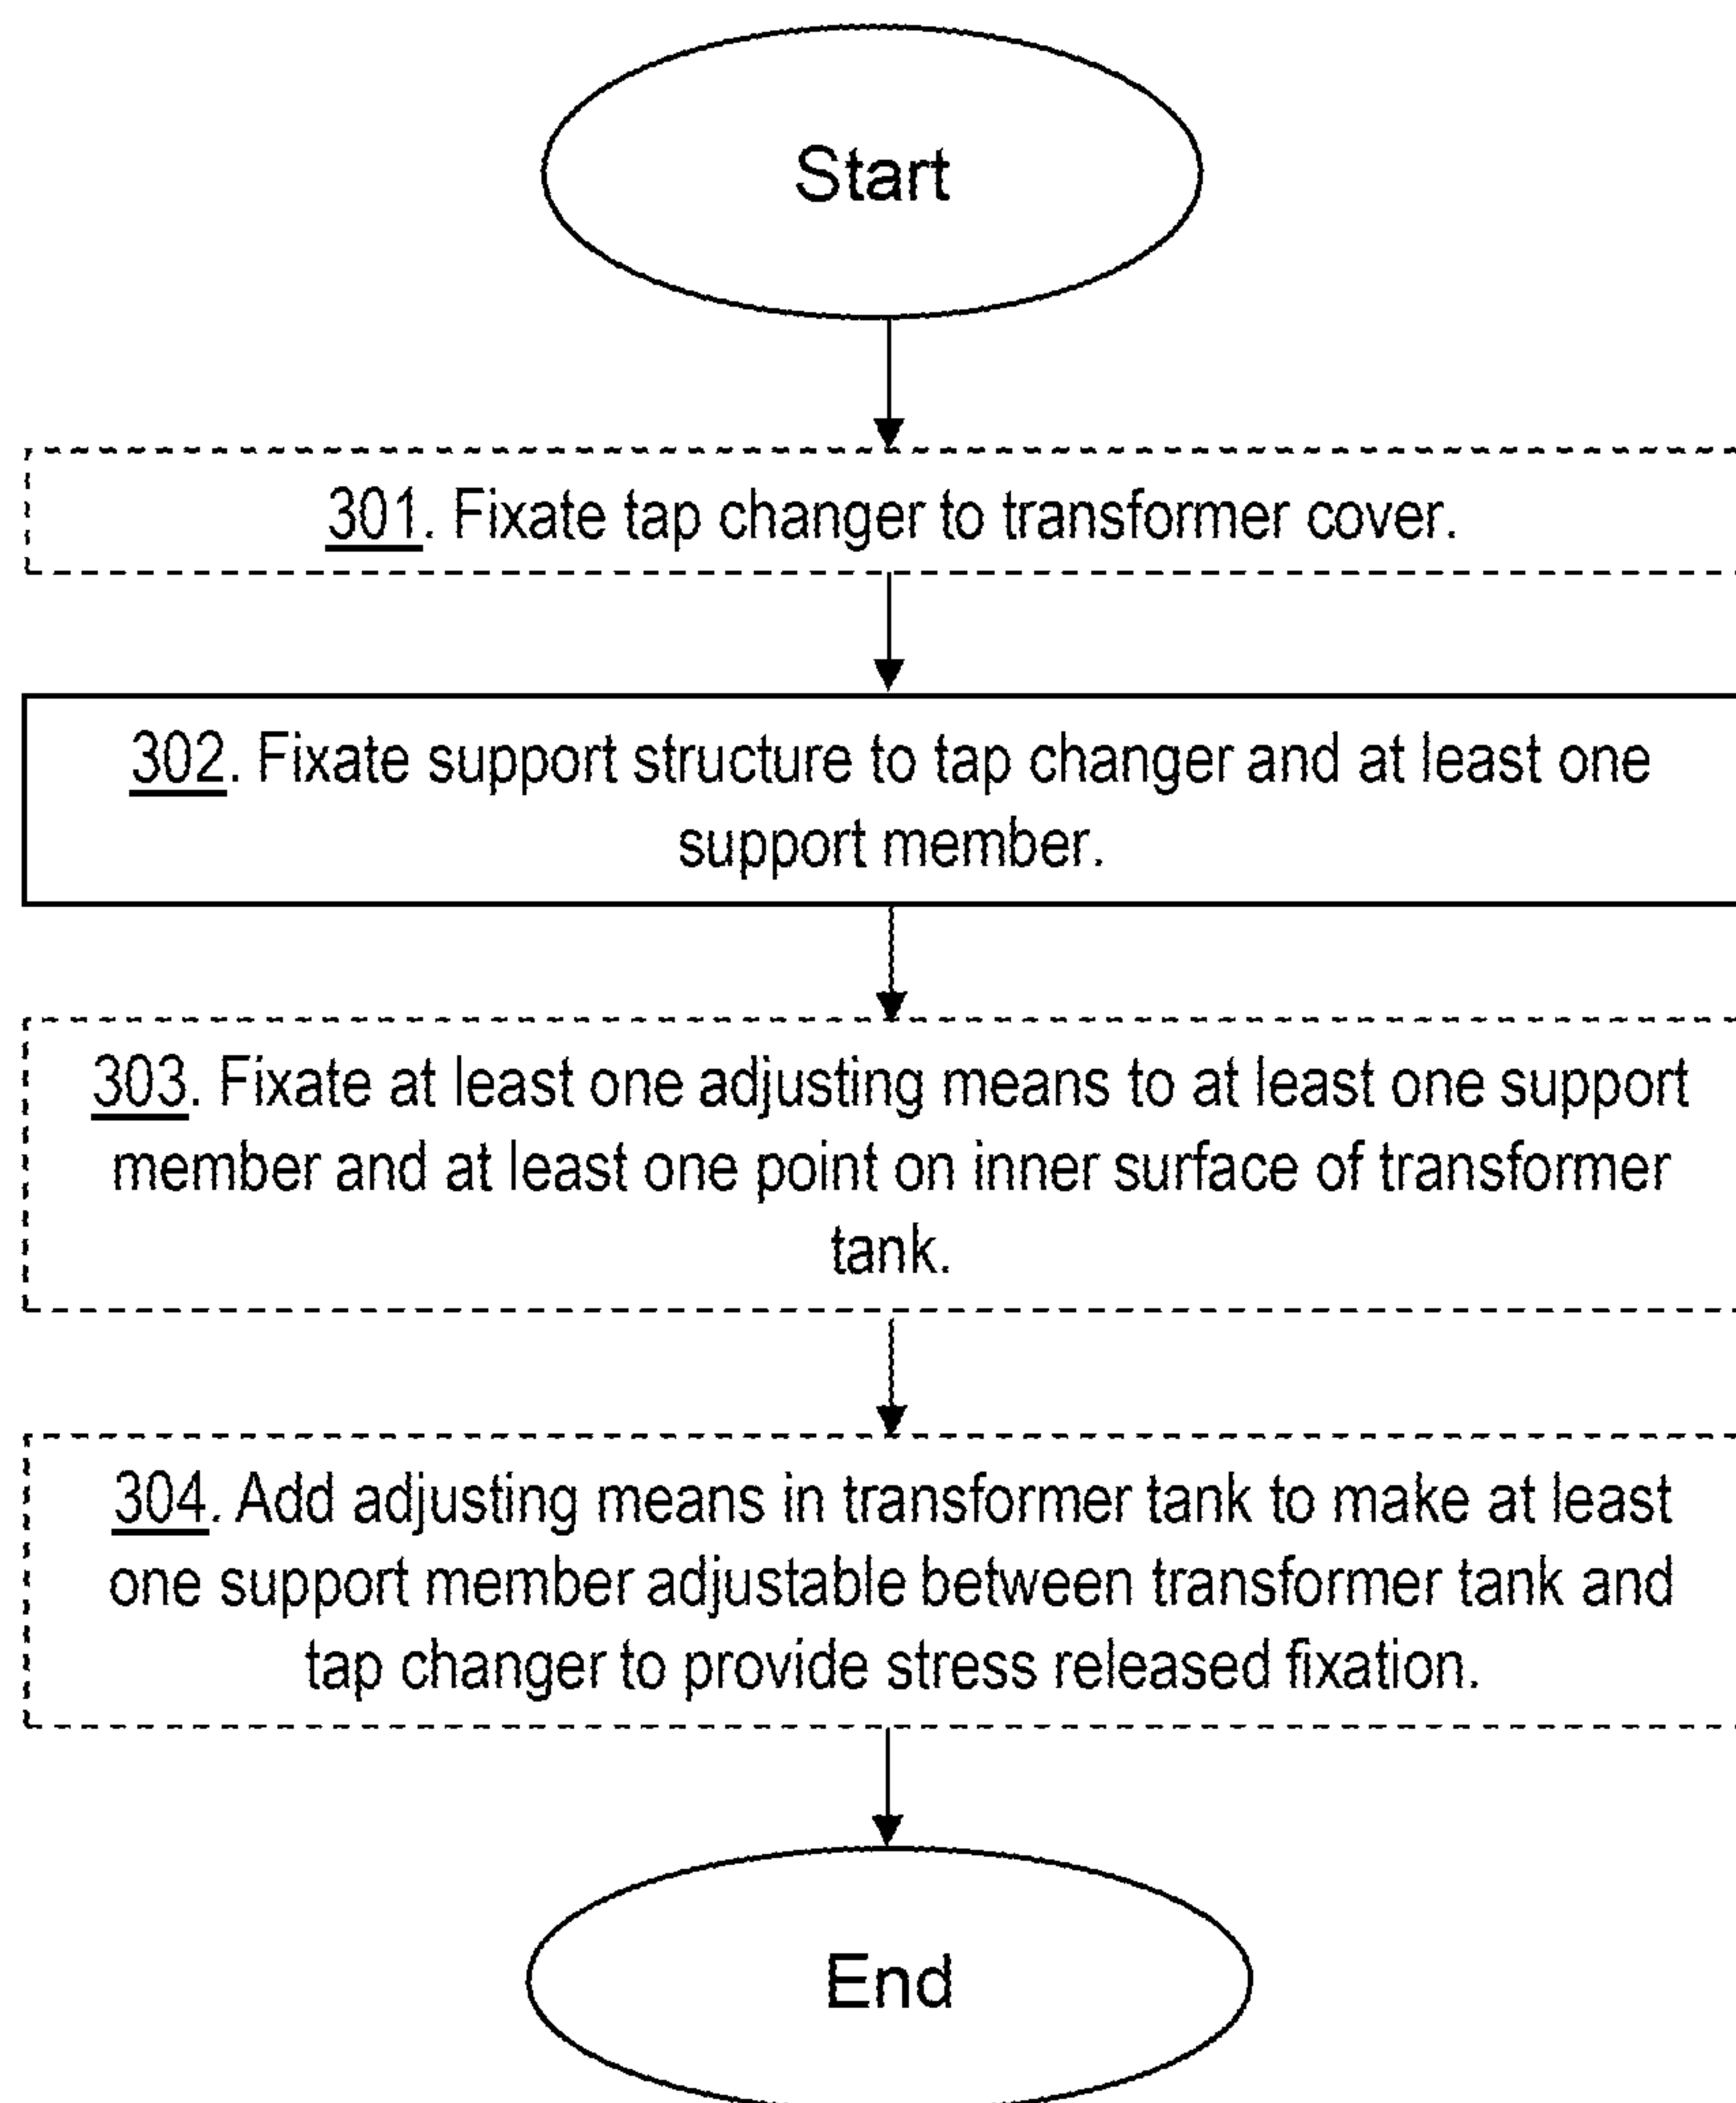 Start
301. Fixate tap changer to transformer cover.
302. Fixate support structure to tap changer and at least one
support member.
303. Fixate at least one adjusting means to at least one support
member and at least one point on inner surface of transformer
tank.
304. Add adjusting means in transformer tank to make at least
one support member adjustable between transformer tank and
tap changer to provide stress released fixation.
End